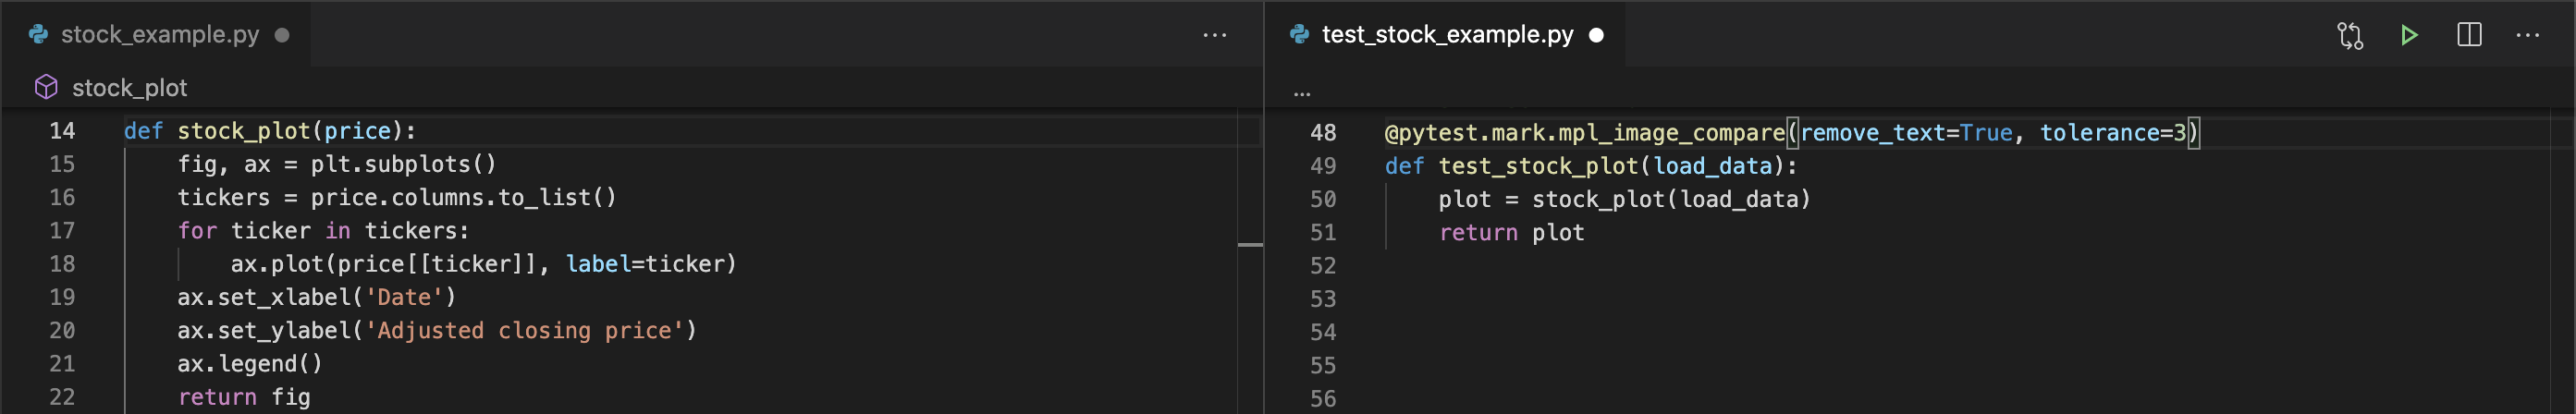 stock_example.py
stock_plot
14 def stock_plot(price):
15     fig, ax = plt.subplots()
16     tickers = price.columns.to_list()
17     for ticker in tickers:
18         ax.plot(price[[ticker]], label=ticker)
19     ax.set_xlabel('Date')
20     ax.set_ylabel('Adjusted closing price')
21     ax.legend()
22     return fig
test_stock_example.py
...
48 @pytest.mark.mpl_image_compare(remove_text=True, tolerance=3)
49 def test_stock_plot(load_data):
50     plot = stock_plot(load_data)
51     return plot
52
53
54
55
56